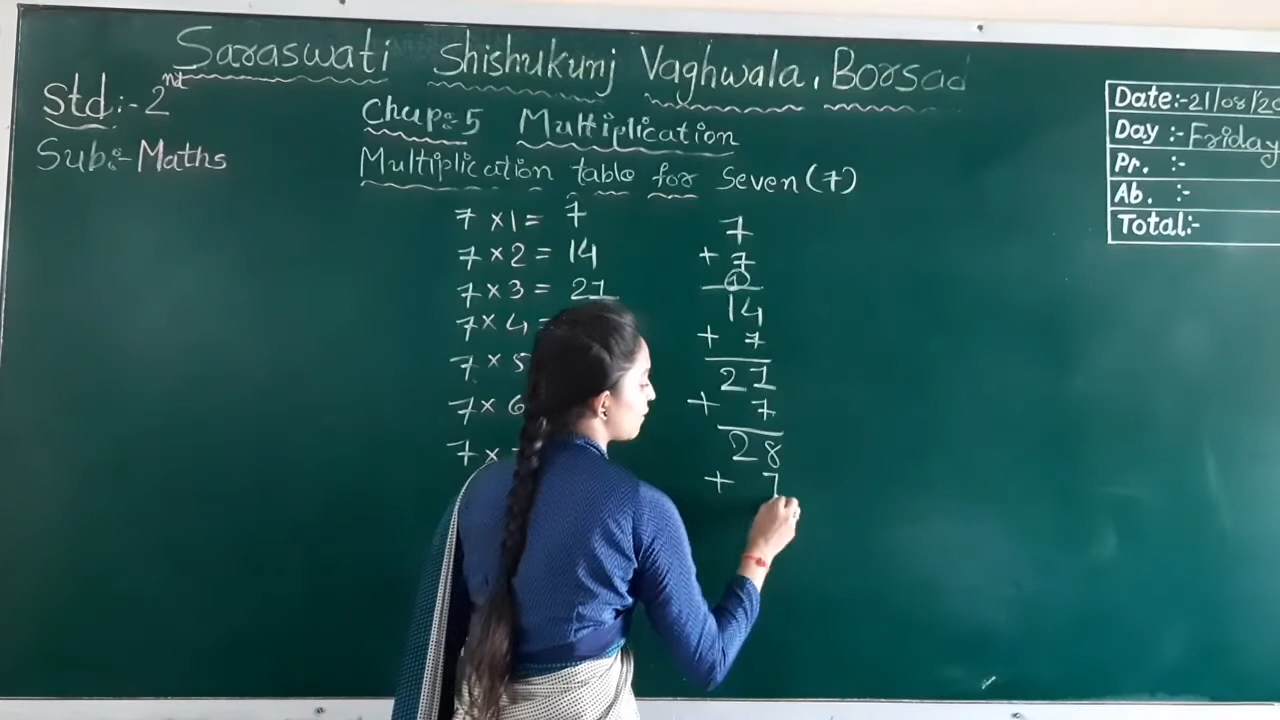 Saraswati Shishukunj Vaghwala, Borsad
Std:- 2nd
Sub:- Maths
Chap:5 Multiplication
Multiplication table for Seven (7)
Date:-21/08/20
Day :- Friday
Pr. :-
Ab. :-
Total:-
7 × 1 = 7
7 × 2 = 14
7 × 3 = 21
7 × 4 =
7 × 5
7 × 6
7 ×
7
+ 7
1
14
+ 7
21
+ 7
28
+ 7